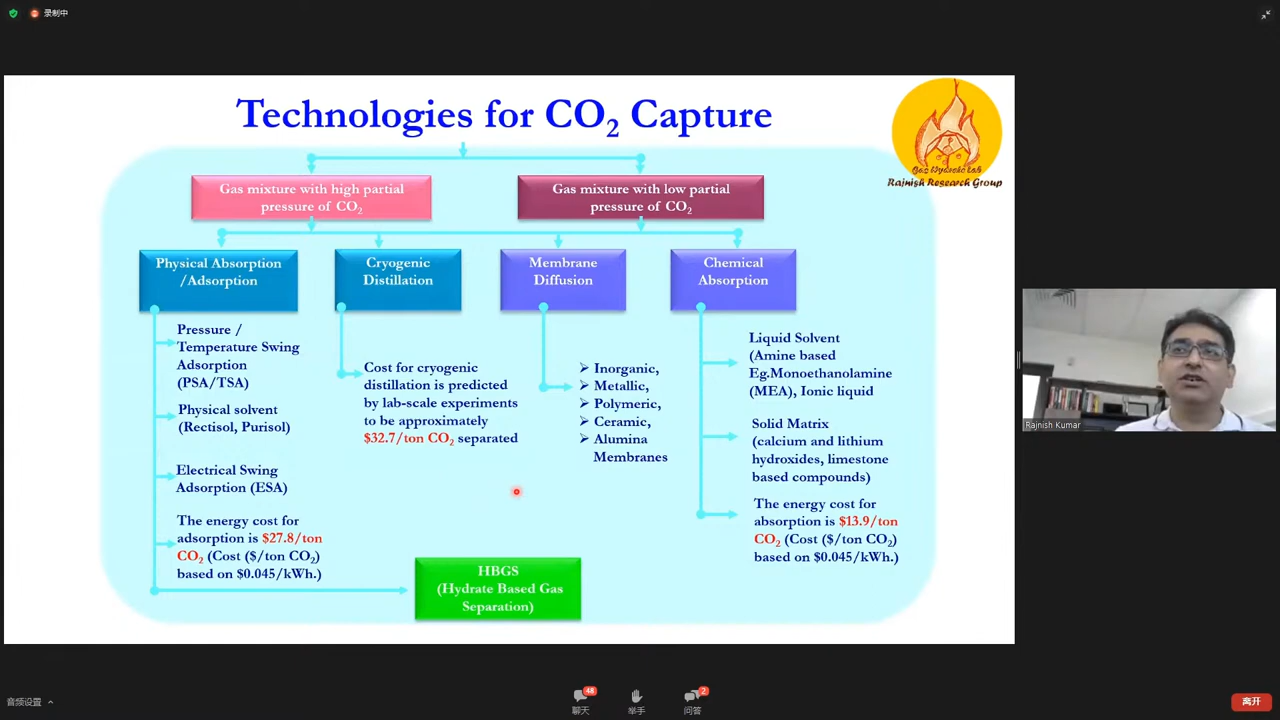 录制中
Technologies for CO₂ Capture
Gas Hydrate Lab
Rajnish Research Group
Gas mixture with high partial
pressure of CO₂
Gas mixture with low partial
pressure of CO₂
Physical Absorption
/Adsorption
Cryogenic
Distillation
Membrane
Diffusion
Chemical
Absorption
Pressure /
Temperature Swing
Adsorption
(PSA/TSA)
Physical solvent
(Rectisol, Purisol)
Electrical Swing
Adsorption (ESA)
The energy cost for
adsorption is $27.8/ton
CO₂ (Cost ($/ton CO₂)
based on $0.045/kWh.)
Cost for cryogenic
distillation is predicted
by lab-scale experiments
to be approximately
$32.7/ton CO₂ separated
➢ Inorganic,
➢ Metallic,
➢ Polymeric,
➢ Ceramic,
➢ Alumina
Membranes
Liquid Solvent
(Amine based
Eg.Monoethanolamine
(MEA), Ionic liquid
Solid Matrix
(calcium and lithium
hydroxides, limestone
based compounds)
The energy cost for
absorption is $13.9/ton
CO₂ (Cost ($/ton CO₂)
based on $0.045/kWh.)
HBGS
(Hydrate Based Gas
Separation)
Rajnish Kumar
音频设置
48
聊天
举手
2
问答
离开